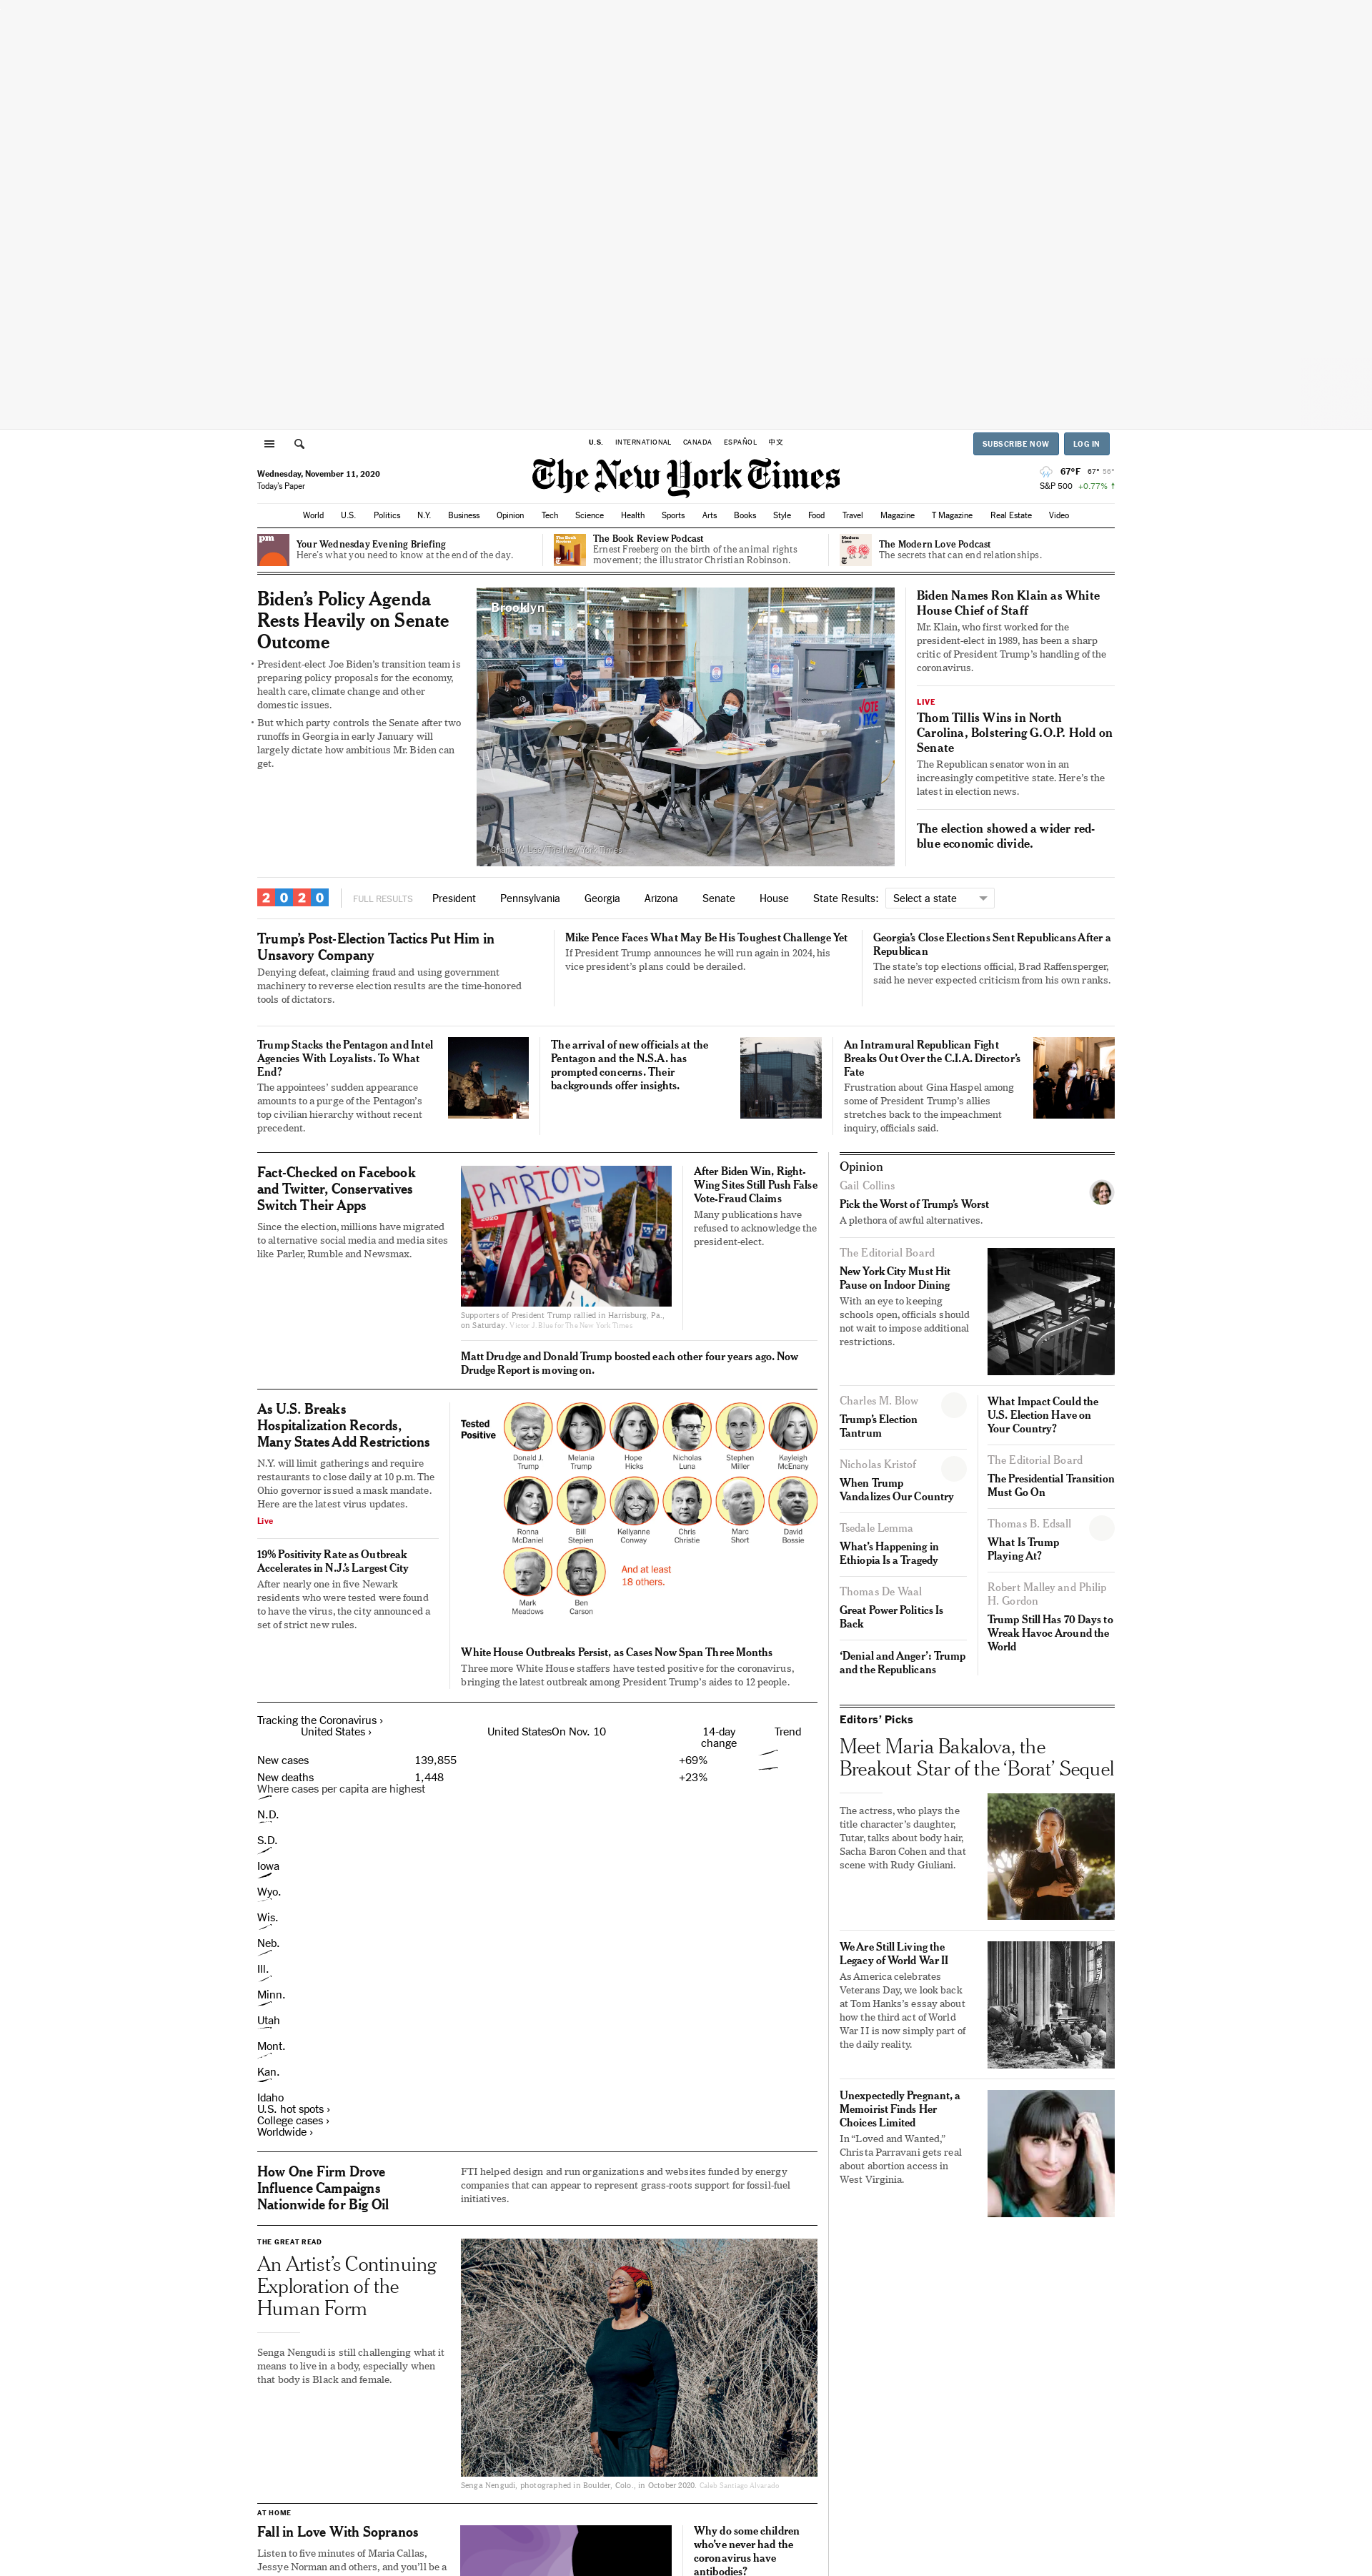 U.S. INTERNATIONAL CANADA ESPAÑOL 中文
SUBSCRIBE NOW LOG IN
Wednesday, November 11, 2020
Today's Paper
The New York Times
67°F 67° 56°
S&P 500 +0.77% ↑
World U.S. Politics N.Y. Business Opinion Tech Science Health Sports Arts Books Style Food Travel Magazine T Magazine Real Estate Video
pm
Your Wednesday Evening Briefing
Here's what you need to know at the end of the day.
The Book Review Podcast
Ernest Freeberg on the birth of the animal rights
movement; the illustrator Christian Robinson.
Modern
Love
The Modern Love Podcast
The secrets that can end relationships.
Biden's Policy Agenda
Rests Heavily on Senate
Outcome
• President-elect Joe Biden's transition team is
preparing policy proposals for the economy,
health care, climate change and other
domestic issues.
• But which party controls the Senate after two
runoffs in Georgia in early January will
largely dictate how ambitious Mr. Biden can
get.
Brooklyn
VOTE
NYC
Chang W. Lee/The New York Times
Biden Names Ron Klain as White
House Chief of Staff
Mr. Klain, who first worked for the
president-elect in 1989, has been a sharp
critic of President Trump's handling of the
coronavirus.
LIVE
Thom Tillis Wins in North
Carolina, Bolstering G.O.P. Hold on
Senate
The Republican senator won in an
increasingly competitive state. Here's the
latest in election news.
The election showed a wider red-
blue economic divide.
2020 FULL RESULTS President Pennsylvania Georgia Arizona Senate House State Results: Select a state
Trump's Post-Election Tactics Put Him in
Unsavory Company
Denying defeat, claiming fraud and using government
machinery to reverse election results are the time-honored
tools of dictators.
Mike Pence Faces What May Be His Toughest Challenge Yet
If President Trump announces he will run again in 2024, his
vice president's plans could be derailed.
Georgia's Close Elections Sent Republicans After a
Republican
The state's top elections official, Brad Raffensperger,
said he never expected criticism from his own ranks.
Trump Stacks the Pentagon and Intel
Agencies With Loyalists. To What
End?
The appointees' sudden appearance
amounts to a purge of the Pentagon's
top civilian hierarchy without recent
precedent.
The arrival of new officials at the
Pentagon and the N.S.A. has
prompted concerns. Their
backgrounds offer insights.
An Intramural Republican Fight
Breaks Out Over the C.I.A. Director's
Fate
Frustration about Gina Haspel among
some of President Trump's allies
stretches back to the impeachment
inquiry, officials said.
Fact-Checked on Facebook
and Twitter, Conservatives
Switch Their Apps
Since the election, millions have migrated
to alternative social media and media sites
like Parler, Rumble and Newsmax.
PATRIOTS
Supporters of President Trump rallied in Harrisburg, Pa.,
on Saturday. Victor J. Blue for The New York Times
After Biden Win, Right-
Wing Sites Still Push False
Vote-Fraud Claims
Many publications have
refused to acknowledge the
president-elect.
Matt Drudge and Donald Trump boosted each other four years ago. Now
Drudge Report is moving on.
As U.S. Breaks
Hospitalization Records,
Many States Add Restrictions
N.Y. will limit gatherings and require
restaurants to close daily at 10 p.m. The
Ohio governor issued a mask mandate.
Here are the latest virus updates.
Live
19% Positivity Rate as Outbreak
Accelerates in N.J.'s Largest City
After nearly one in five Newark
residents who were tested were found
to have the virus, the city announced a
set of strict new rules.
Tested
Positive
Donald J.
Trump
Melania
Trump
Hope
Hicks
Nicholas
Luna
Stephen
Miller
Kayleigh
McEnany
Ronna
McDaniel
Bill
Stepien
Kellyanne
Conway
Chris
Christie
Marc
Short
David
Bossie
Mark
Meadows
Ben
Carson
And at least
18 others.
White House Outbreaks Persist, as Cases Now Span Three Months
Three more White House staffers have tested positive for the coronavirus,
bringing the latest outbreak among President Trump's aides to 12 people.
Tracking the Coronavirus ›
United States › United StatesOn Nov. 10 14-day
change Trend
New cases 139,855 +69%
New deaths 1,448 +23%
Where cases per capita are highest
N.D.
S.D.
Iowa
Wyo.
Wis.
Neb.
Ill.
Minn.
Utah
Mont.
Kan.
Idaho
U.S. hot spots ›
College cases ›
Worldwide ›
How One Firm Drove
Influence Campaigns
Nationwide for Big Oil
FTI helped design and run organizations and websites funded by energy
companies that can appear to represent grass-roots support for fossil-fuel
initiatives.
THE GREAT READ
An Artist's Continuing
Exploration of the
Human Form
Senga Nengudi is still challenging what it
means to live in a body, especially when
that body is Black and female.
Senga Nengudi, photographed in Boulder, Colo., in October 2020. Caleb Santiago Alvarado
AT HOME
Fall in Love With Sopranos
Listen to five minutes of Maria Callas,
Jessye Norman and others, and you'll be a
Why do some children
who've never had the
coronavirus have
antibodies?
Opinion
Gail Collins
Pick the Worst of Trump's Worst
A plethora of awful alternatives.
The Editorial Board
New York City Must Hit
Pause on Indoor Dining
With an eye to keeping
schools open, officials should
not wait to impose additional
restrictions.
Charles M. Blow
Trump's Election
Tantrum
Nicholas Kristof
When Trump
Vandalizes Our Country
Tsedale Lemma
What's Happening in
Ethiopia Is a Tragedy
Thomas De Waal
Great Power Politics Is
Back
'Denial and Anger': Trump
and the Republicans
What Impact Could the
U.S. Election Have on
Your Country?
The Editorial Board
The Presidential Transition
Must Go On
Thomas B. Edsall
What Is Trump
Playing At?
Robert Malley and Philip
H. Gordon
Trump Still Has 70 Days to
Wreak Havoc Around the
World
Editors' Picks
Meet Maria Bakalova, the
Breakout Star of the 'Borat' Sequel
The actress, who plays the
title character's daughter,
Tutar, talks about body hair,
Sacha Baron Cohen and that
scene with Rudy Giuliani.
We Are Still Living the
Legacy of World War II
As America celebrates
Veterans Day, we look back
at Tom Hanks's essay about
how the third act of World
War II is now simply part of
the daily reality.
Unexpectedly Pregnant, a
Memoirist Finds Her
Choices Limited
In “Loved and Wanted,”
Christa Parravani gets real
about abortion access in
West Virginia.